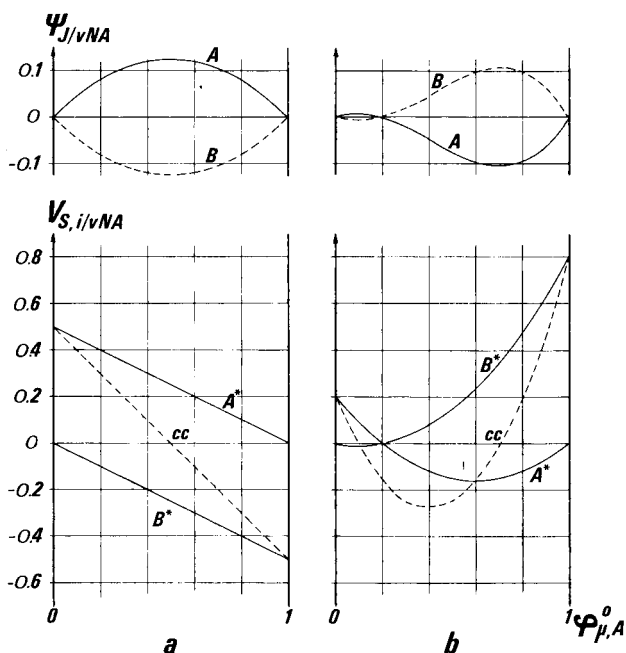 Ψ_J/νNA
0.1
0
-0.1
A
B
B
A
V_S,i/νNA
0.8
0.6
0.4
0.2
0
-0.2
-0.4
-0.6
A*
cc
B*
B*
cc
A*
0 1 0 1 φ°_μ,A
a b